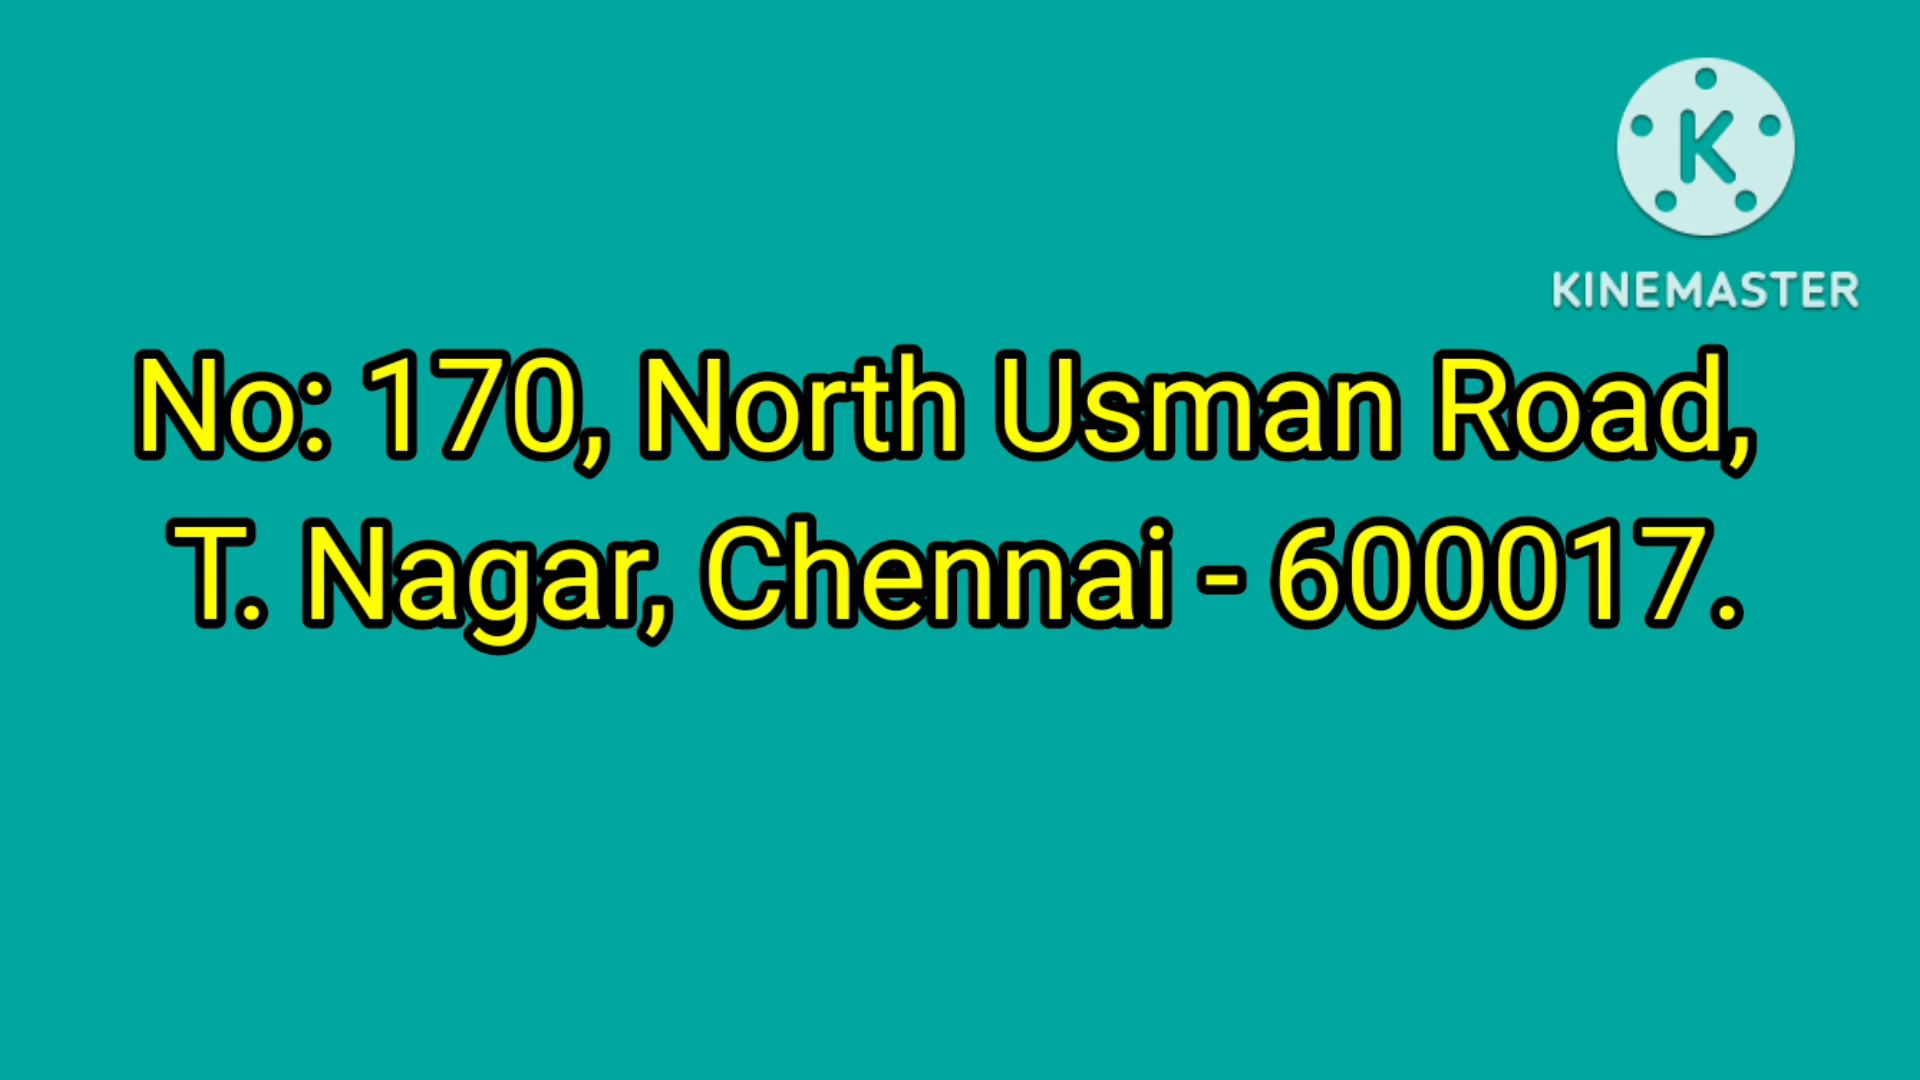 K
KINEMASTER
No: 170, North Usman Road,
T. Nagar, Chennai - 600017.